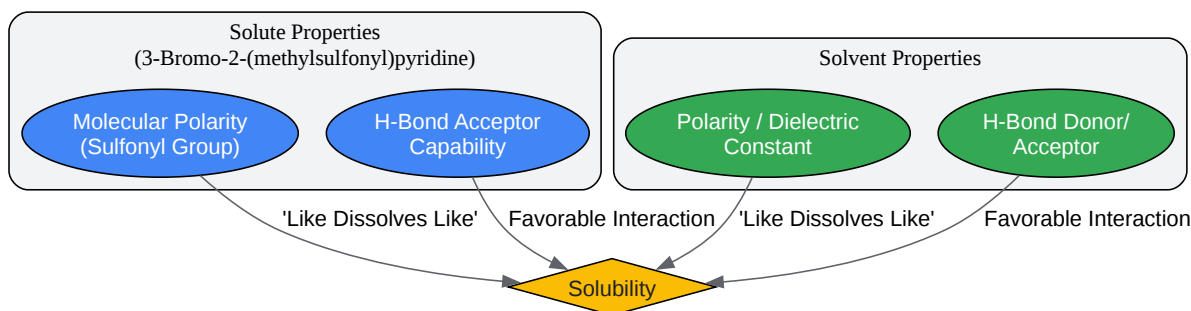 Solute Properties
(3-Bromo-2-(methylsulfonyl)pyridine)
Solvent Properties
Molecular Polarity
(Sulfonyl Group)
H-Bond Acceptor
Capability
Polarity / Dielectric
Constant
H-Bond Donor/
Acceptor
'Like Dissolves Like'
Favorable Interaction
'Like Dissolves Like'
Favorable Interaction
Solubility